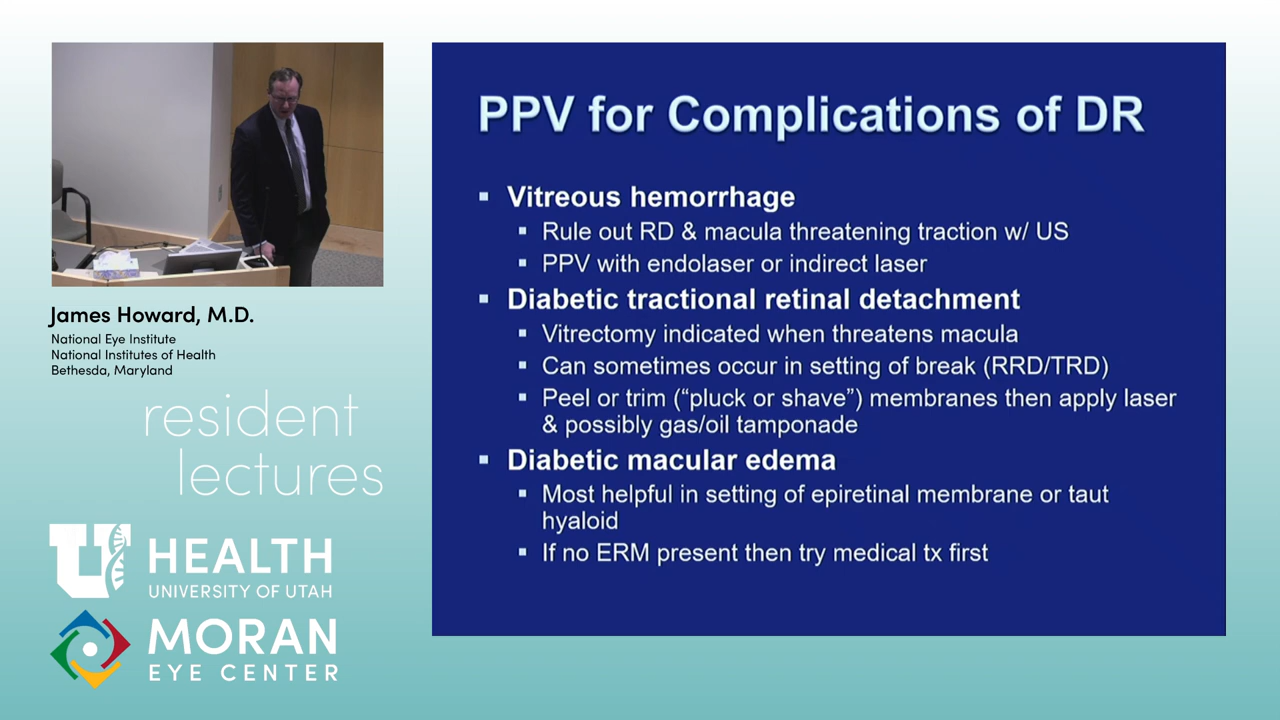 PPV for Complications of DR
▪ Vitreous hemorrhage
▪ Rule out RD & macula threatening traction w/ US
▪ PPV with endolaser or indirect laser
▪ Diabetic tractional retinal detachment
▪ Vitrectomy indicated when threatens macula
▪ Can sometimes occur in setting of break (RRD/TRD)
▪ Peel or trim (“pluck or shave”) membranes then apply laser
& possibly gas/oil tamponade
▪ Diabetic macular edema
▪ Most helpful in setting of epiretinal membrane or taut
hyaloid
▪ If no ERM present then try medical tx first
James Howard, M.D.
National Eye Institute
National Institutes of Health
Bethesda, Maryland
resident
lectures
U HEALTH
UNIVERSITY OF UTAH
MORAN
EYE CENTER